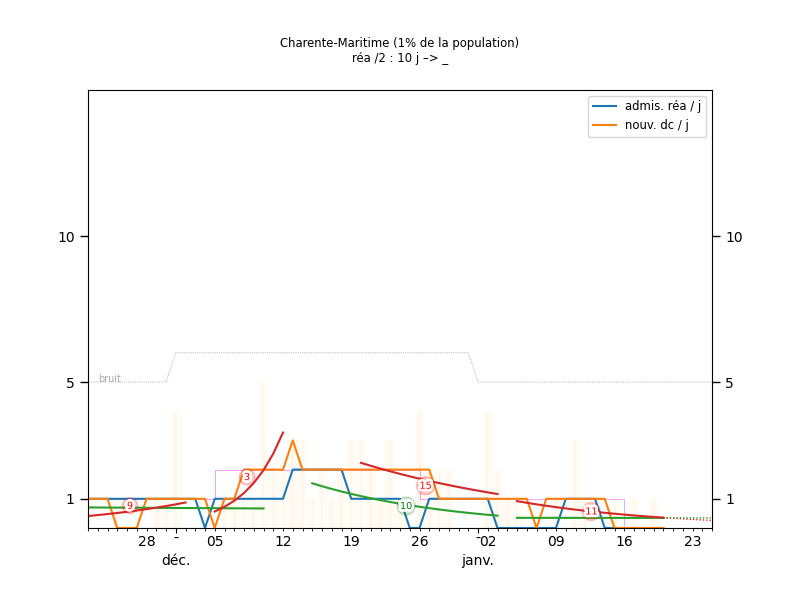 Charente-Maritime (1% de la population)
réa /2 : 10 j –> _
admis. réa / j
nouv. dc / j
10 10
bruit
5 5
3
15
9 10 11
1 1
28 - 05 12 19 26 -02 09 16 23
déc. janv.